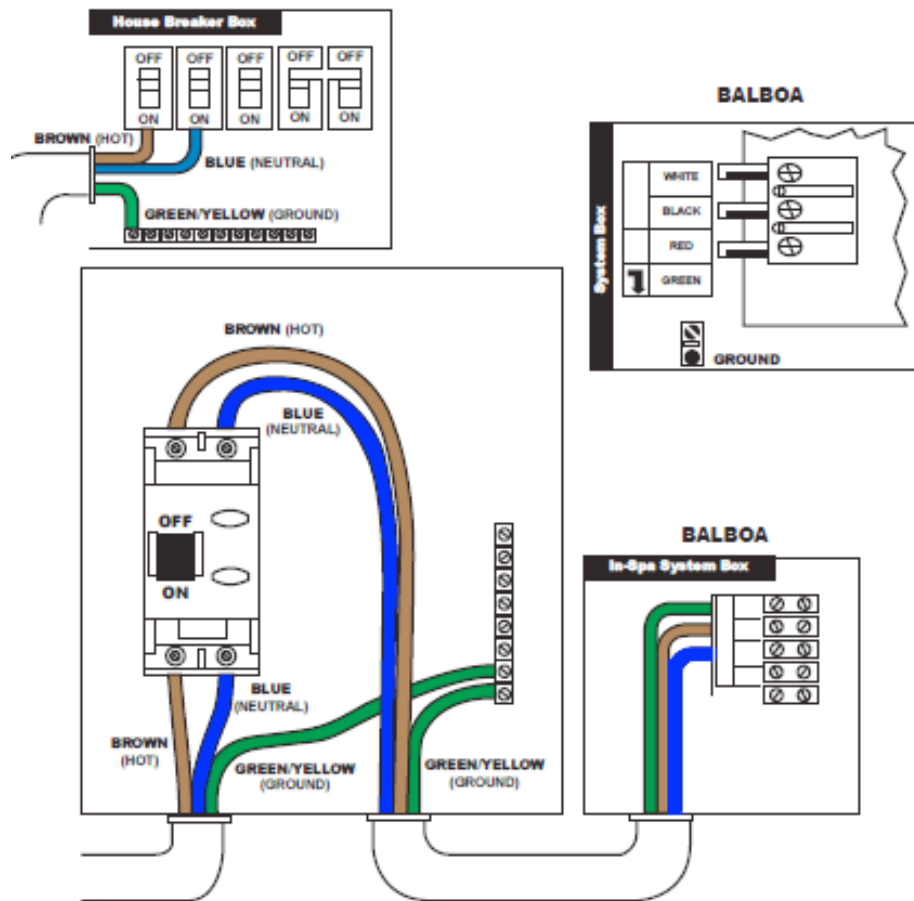 House Breaker Box
OFF OFF OFF OFF OFF
ON ON ON ON ON
BROWN (HOT)
BLUE (NEUTRAL)
GREEN/YELLOW (GROUND)
BALBOA
System Box
WHITE
BLACK
RED
GREEN
GROUND
BROWN (HOT)
BLUE
(NEUTRAL)
OFF
ON
BLUE
(NEUTRAL)
BROWN
(HOT)
GREEN/YELLOW
(GROUND)
GREEN/YELLOW
(GROUND)
BALBOA
In-Spa System Box